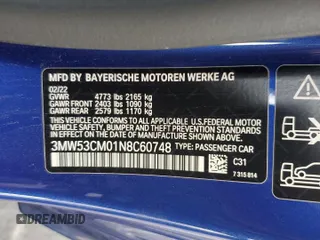 MFD BY BAYERISCHE MOTOREN WERKE AG
02/22
GVWR 4773 lbs 2165 kg
GAWR FRONT 2403 lbs 1090 kg
GAWR REAR 2579 lbs 1170 kg
THIS VEHICLE CONFORMS TO ALL APPLICABLE U.S. FEDERAL MOTOR
VEHICLE SAFETY, BUMPER, AND THEFT PREVENTION STANDARDS
IN EFFECT ON THE DATE OF MANUFACTURE SHOWN ABOVE.
3MW53CM01N8C60748 TYPE: PASSENGER CAR
C31
7 315 814
DREAMBID